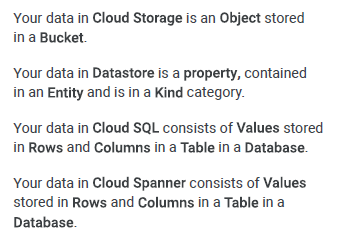 Your data in Cloud Storage is an Object stored
in a Bucket.
Your data in Datastore is a property, contained
in an Entity and is in a Kind category.
Your data in Cloud SQL consists of Values stored
in Rows and Columns in a Table in a Database.
Your data in Cloud Spanner consists of Values
stored in Rows and Columns in a Table in a
Database.